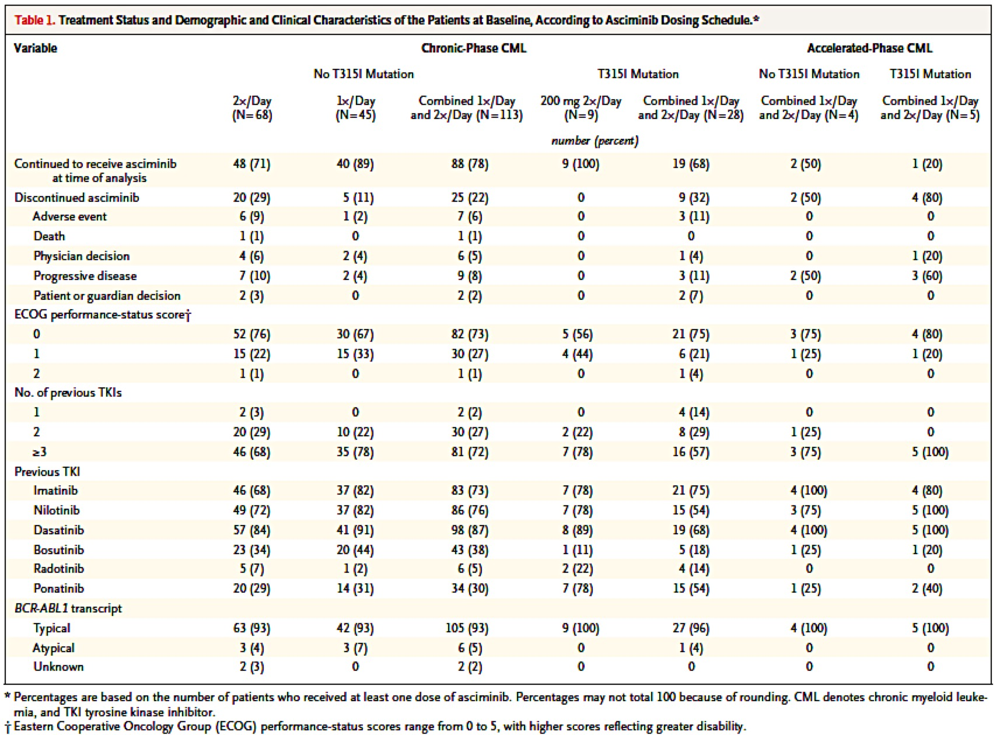 Table 1. Treatment Status and Demographic and Clinical Characteristics of the Patients at Baseline, According to Asciminib Dosing Schedule.*
Variable Chronic-Phase CML Accelerated-Phase CML
No T315I Mutation T315I Mutation No T315I Mutation T315I Mutation
2×/Day 1×/Day Combined 1×/Day 200 mg 2×/Day Combined 1×/Day Combined 1×/Day Combined 1×/Day
(N=68) (N=45) and 2×/Day (N=113) (N=9) and 2×/Day (N=28) and 2×/Day (N=4) and 2×/Day (N=5)
number (percent)
Continued to receive asciminib 48 (71) 40 (89) 88 (78) 9 (100) 19 (68) 2 (50) 1 (20)
at time of analysis
Discontinued asciminib 20 (29) 5 (11) 25 (22) 0 9 (32) 2 (50) 4 (80)
Adverse event 6 (9) 1 (2) 7 (6) 0 3 (11) 0 0
Death 1 (1) 0 1 (1) 0 0 0 0
Physician decision 4 (6) 2 (4) 6 (5) 0 1 (4) 0 1 (20)
Progressive disease 7 (10) 2 (4) 9 (8) 0 3 (11) 2 (50) 3 (60)
Patient or guardian decision 2 (3) 0 2 (2) 0 2 (7) 0 0
ECOG performance-status score†
0 52 (76) 30 (67) 82 (73) 5 (56) 21 (75) 3 (75) 4 (80)
1 15 (22) 15 (33) 30 (27) 4 (44) 6 (21) 1 (25) 1 (20)
2 1 (1) 0 1 (1) 0 1 (4) 0 0
No. of previous TKIs
1 2 (3) 0 2 (2) 0 4 (14) 0 0
2 20 (29) 10 (22) 30 (27) 2 (22) 8 (29) 1 (25) 0
≥3 46 (68) 35 (78) 81 (72) 7 (78) 16 (57) 3 (75) 5 (100)
Previous TKI
Imatinib 46 (68) 37 (82) 83 (73) 7 (78) 21 (75) 4 (100) 4 (80)
Nilotinib 49 (72) 37 (82) 86 (76) 7 (78) 15 (54) 3 (75) 5 (100)
Dasatinib 57 (84) 41 (91) 98 (87) 8 (89) 19 (68) 4 (100) 5 (100)
Bosutinib 23 (34) 20 (44) 43 (38) 1 (11) 5 (18) 1 (25) 1 (20)
Radotinib 5 (7) 1 (2) 6 (5) 2 (22) 4 (14) 0 0
Ponatinib 20 (29) 14 (31) 34 (30) 7 (78) 15 (54) 1 (25) 2 (40)
BCR-ABL1 transcript
Typical 63 (93) 42 (93) 105 (93) 9 (100) 27 (96) 4 (100) 5 (100)
Atypical 3 (4) 3 (7) 6 (5) 0 1 (4) 0 0
Unknown 2 (3) 0 2 (2) 0 0 0 0
* Percentages are based on the number of patients who received at least one dose of asciminib. Percentages may not total 100 because of rounding. CML denotes chronic myeloid leuke-
mia, and TKI tyrosine kinase inhibitor.
† Eastern Cooperative Oncology Group (ECOG) performance-status scores range from 0 to 5, with higher scores reflecting greater disability.